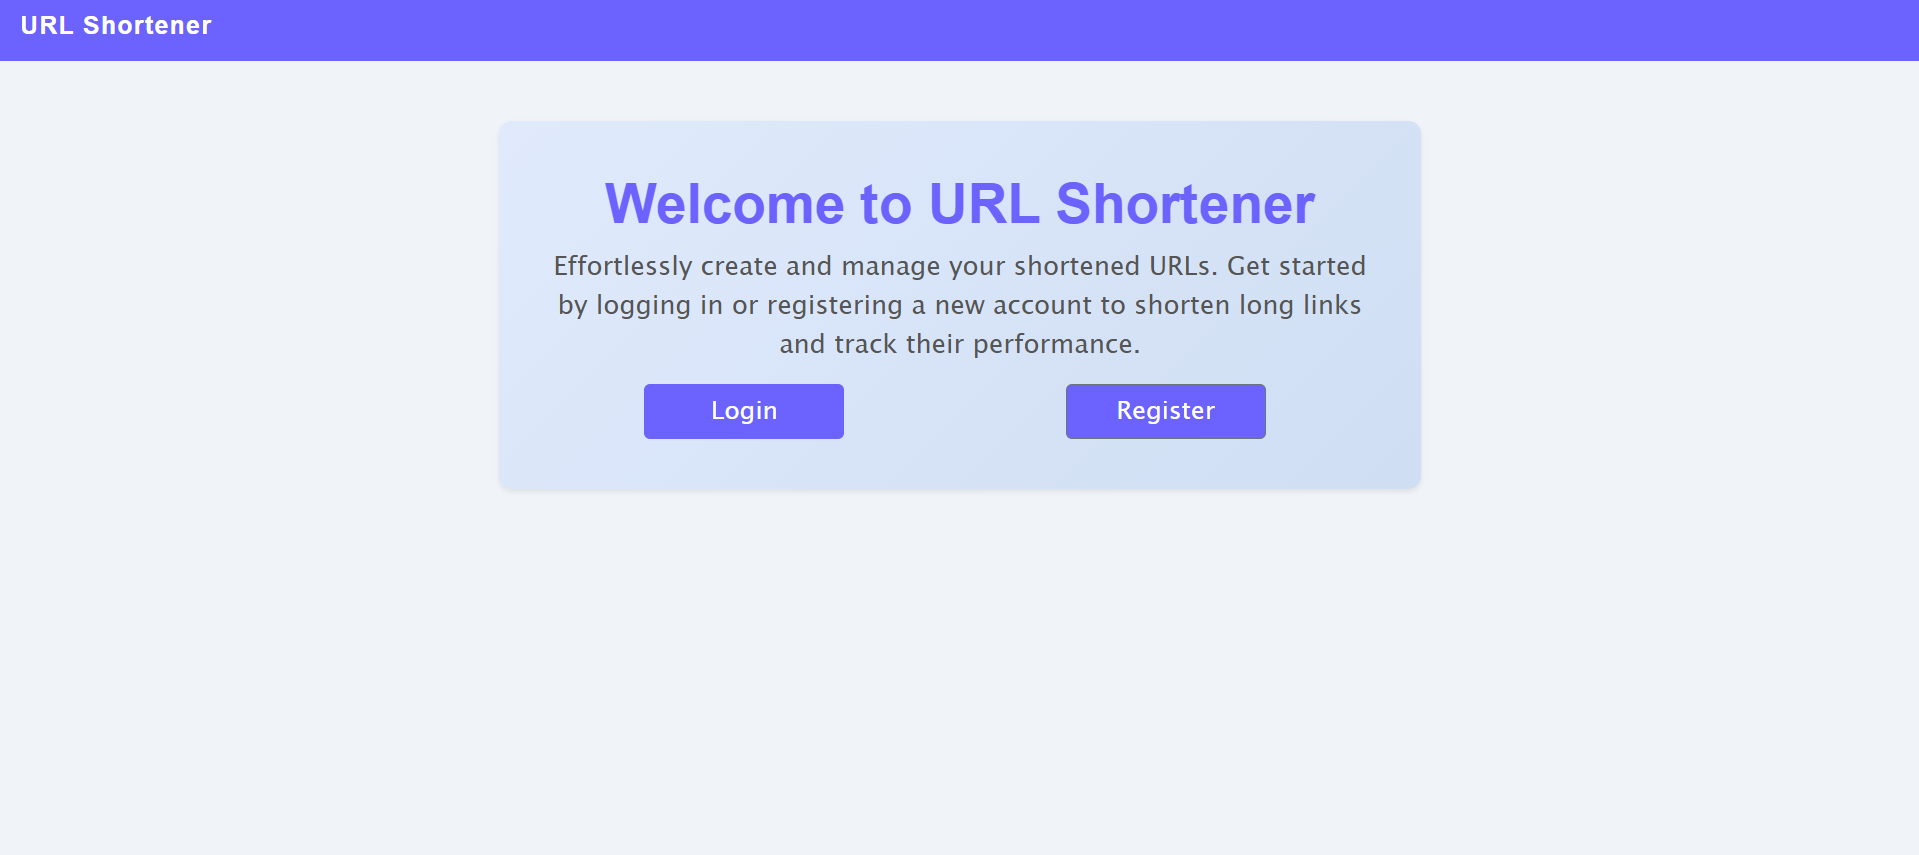 URL Shortener
Welcome to URL Shortener
Effortlessly create and manage your shortened URLs. Get started
by logging in or registering a new account to shorten long links
and track their performance.
Login
Register